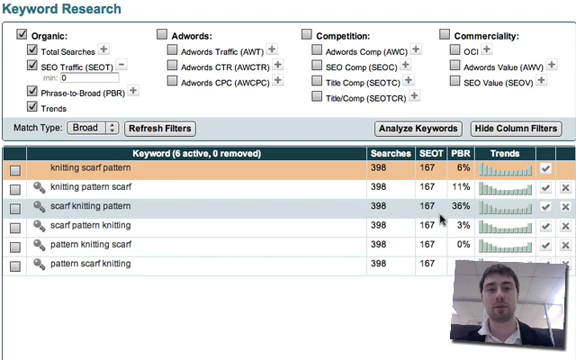 Keyword Research
Organic: Adwords: Competition: Commerciality:
Total Searches Adwords Traffic (AWT) Adwords Comp (AWC) OCI
SEO Traffic (SEOT) Adwords CTR (AWCTR) SEO Comp (SEOC) Adwords Value (AWV)
min: 0
Adwords CPC (AWCPC) Title Comp (SEOTC) SEO Value (SEOV)
Phrase-to-Broad (PBR) Title/Comp (SEOTCR)
Trends
Match Type: Broad Refresh Filters Analyze Keywords Hide Column Filters
Keyword (6 active, 0 removed) Searches SEOT PBR Trends
knitting scarf pattern 398 167 6%
knitting pattern scarf 398 167 11%
scarf knitting pattern 398 167 36%
scarf pattern knitting 398 167 3%
pattern knitting scarf 398 167 0%
pattern scarf knitting 398 167